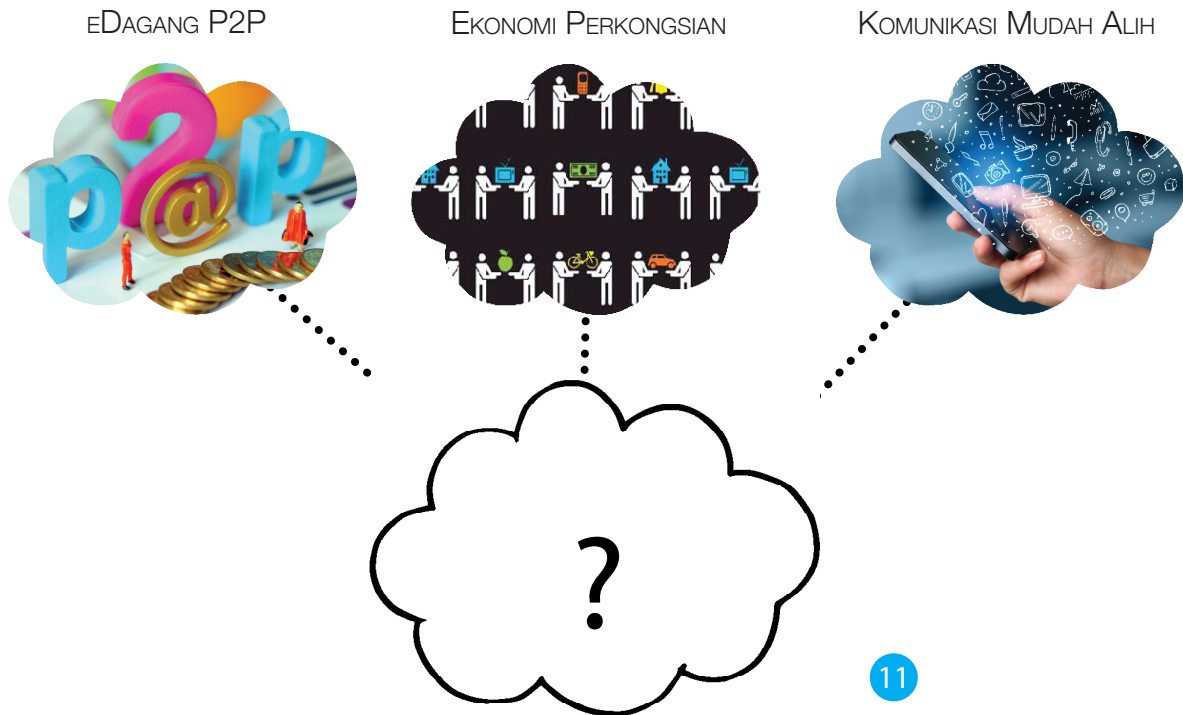 eDagang P2P
Ekonomi Perkongsian
Komunikasi Mudah Alih
p2p
@
?
11